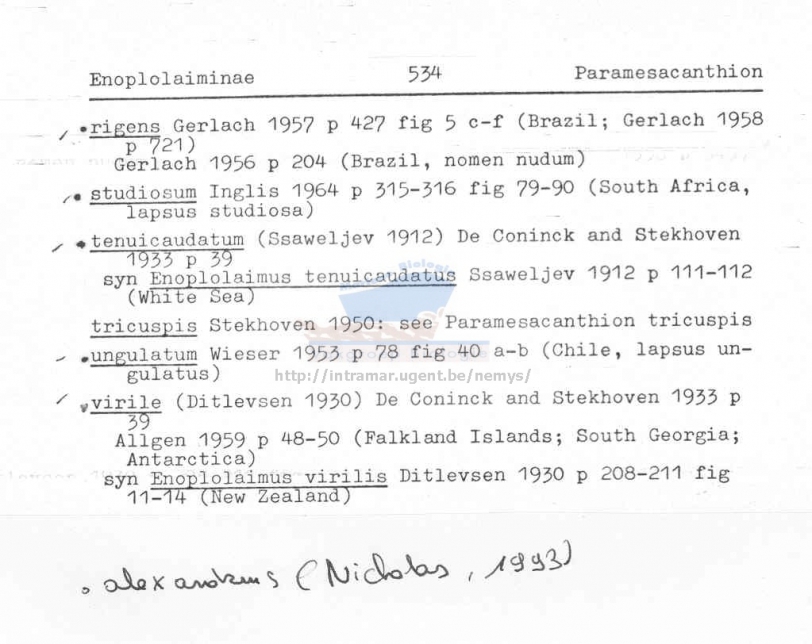 Enoplolaiminae 534 Paramesacanthion
rigens Gerlach 1957 p 427 fig 5 c-f (Brazil; Gerlach 1958
p 721)
Gerlach 1956 p 204 (Brazil, nomen nudum)
studiosum Inglis 1964 p 315-316 fig 79-90 (South Africa,
lapsus studiosa)
tenuicaudatum (Ssaweljev 1912) De Coninck and Stekhoven
1933 p 39
syn Enoplolaimus tenuicaudatus Ssaweljev 1912 p 111-112
(White Sea)
tricuspis Stekhoven 1950: see Paramesacanthion tricuspis
ungulatum Wieser 1953 p 78 fig 40 a-b (Chile, lapsus un-
gulatus)
http://intramar.ugent.be/nemys/
virile (Ditlevsen 1930) De Coninck and Stekhoven 1933 p
39
Allgen 1959 p 48-50 (Falkland Islands; South Georgia;
Antarctica)
syn Enoplolaimus virilis Ditlevsen 1930 p 208-211 fig
11-14 (New Zealand)
(Nicholas, 1993)